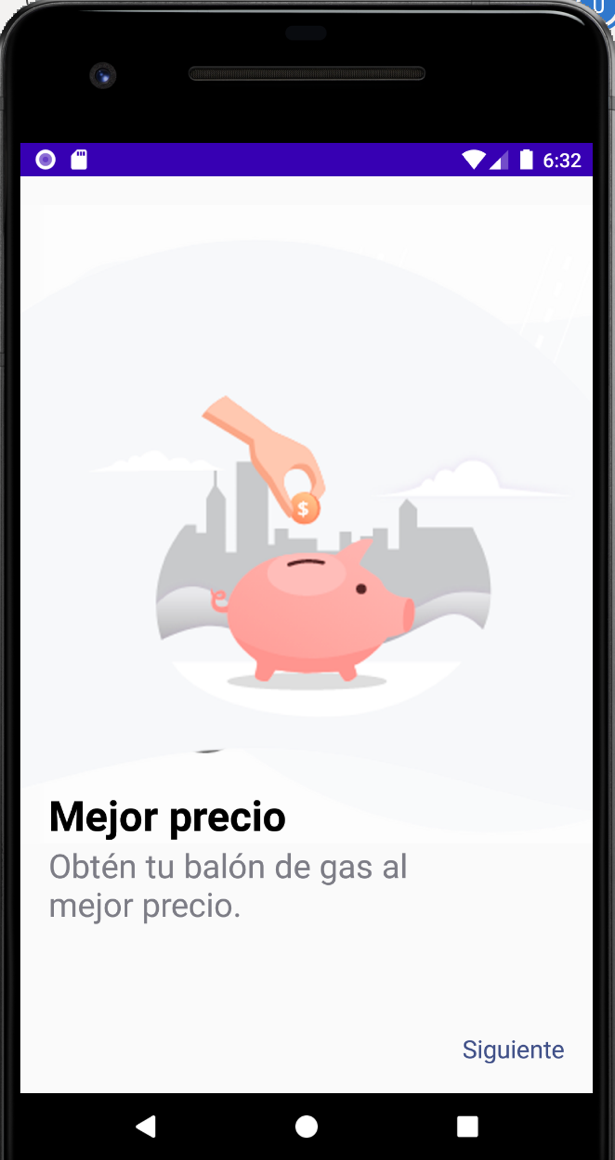 6:32
$
Mejor precio
Obtén tu balón de gas al
mejor precio.
Siguiente